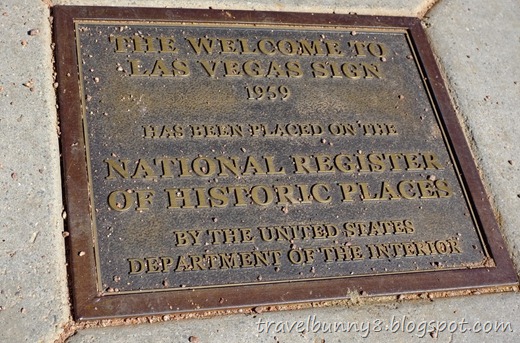 THE WELCOME TO
LAS VEGAS SIGN
1959
HAS BEEN PLACED ON THE
NATIONAL REGISTER
OF HISTORIC PLACES
BY THE UNITED STATES
DEPARTMENT OF THE INTERIOR
travelbunny8.blogspot.com